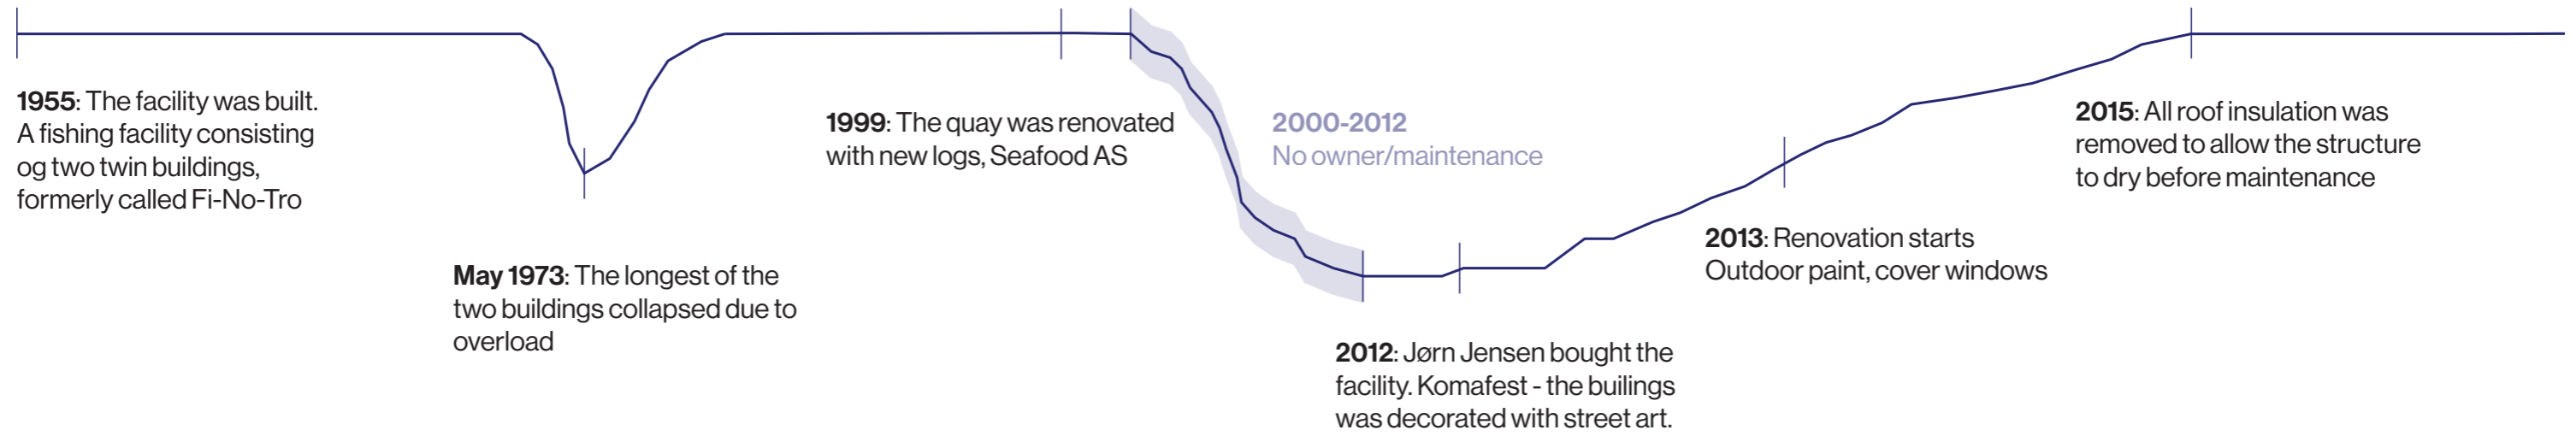 1955: The facility was built.
A fishing facility consisting
og two twin buildings,
formerly called Fi-No-Tro
May 1973: The longest of the
two buildings collapsed due to
overload
1999: The quay was renovated
with new logs, Seafood AS
2000-2012
No owner/maintenance
2012: Jørn Jensen bought the
facility. Komafest - the builings
was decorated with street art.
2013: Renovation starts
Outdoor paint, cover windows
2015: All roof insulation was
removed to allow the structure
to dry before maintenance